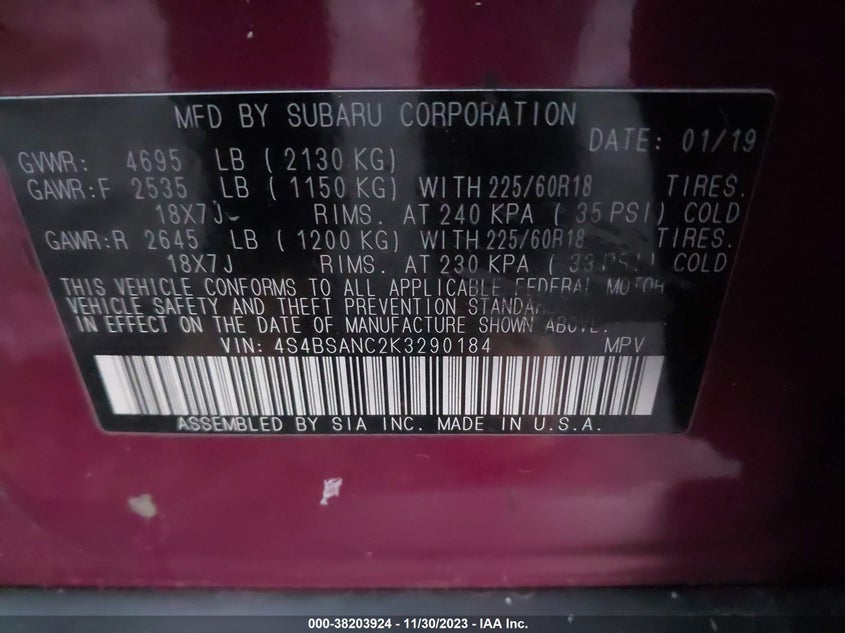 MFD BY SUBARU CORPORATION
DATE: 01/19
GVWR: 4695 LB ( 2130 KG)
GAWR:F 2535 LB ( 1150 KG) WITH 225/60R18 TIRES.
18X7J RIMS. AT 240 KPA ( 35 PSI) COLD
GAWR:R 2645 LB ( 1200 KG) WITH 225/60R18 TIRES.
18X7J RIMS. AT 230 KPA ( 33 PSI) COLD
THIS VEHICLE CONFORMS TO ALL APPLICABLE FEDERAL MOTOR
VEHICLE SAFETY AND THEFT PREVENTION STANDARDS
IN EFFECT ON THE DATE OF MANUFACTURE SHOWN ABOVE.
VIN: 4S4BSANC2K3290184 MPV
ASSEMBLED BY SIA INC. MADE IN U.S.A.
000-38203924 - 11/30/2023 - IAA Inc.